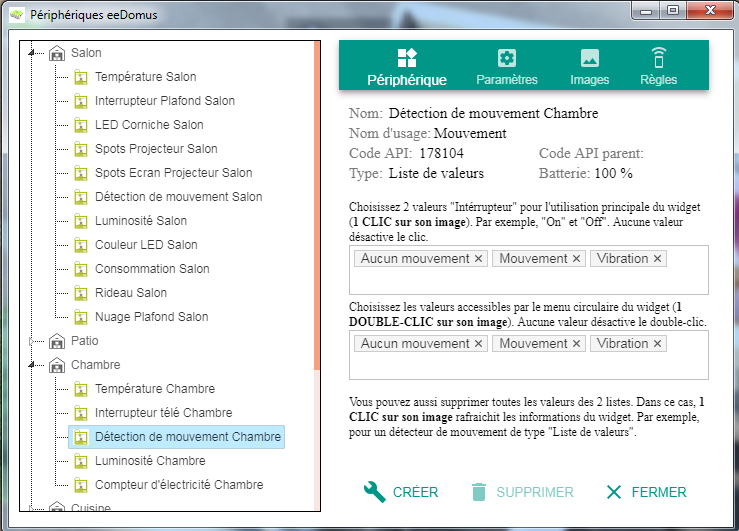 Périphériques eeDomus
Salon
Température Salon
Interrupteur Plafond Salon
LED Corniche Salon
Spots Projecteur Salon
Spots Ecran Projecteur Salon
Détection de mouvement Salon
Luminosité Salon
Couleur LED Salon
Consommation Salon
Rideau Salon
Nuage Plafond Salon
Patio
Chambre
Température Chambre
Interrupteur télé Chambre
Détection de mouvement Chambre
Luminosité Chambre
Compteur d'électricité Chambre
Cuisine
Périphérique Paramètres Images Règles
Nom: Détection de mouvement Chambre
Nom d'usage: Mouvement
Code API: 178104 Code API parent:
Type: Liste de valeurs Batterie: 100 %
Choisissez 2 valeurs "Intérrupteur" pour l'utilisation principale du widget
(1 CLIC sur son image). Par exemple, "On" et "Off". Aucune valeur
désactive le clic.
Aucun mouvement × Mouvement × Vibration ×
Choisissez les valeurs accessibles par le menu circulaire du widget (1
DOUBLE-CLIC sur son image). Aucune valeur désactive le double-clic.
Aucun mouvement × Mouvement × Vibration ×
Vous pouvez aussi supprimer toutes les valeurs des 2 listes. Dans ce cas, 1
CLIC sur son image rafraichit les informations du widget. Par exemple,
pour un détecteur de mouvement de type "Liste de valeurs".
CRÉER SUPPRIMER FERMER